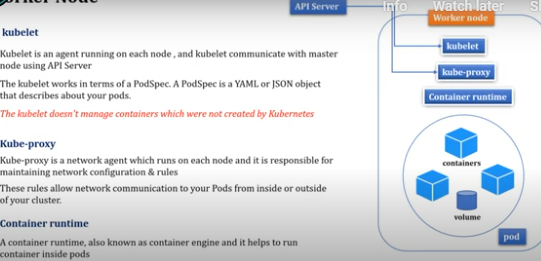 Worker Node
kubelet
Kubelet is an agent running on each node , and kubelet communicate with master
node using API Server
The kubelet works in terms of a PodSpec. A PodSpec is a YAML or JSON object
that describes about your pods.
The kubelet doesn't manage containers which were not created by Kubernetes
Kube-proxy
Kube-proxy is a network agent which runs on each node and it is responsible for
maintaining network configuration & rules
These rules allow network communication to your Pods from inside or outside
of your cluster.
Container runtime
A container runtime, also known as container engine and it helps to run
container inside pods
API Server
Info
Watch later
S
Worker node
kubelet
kube-proxy
Container runtime
containers
volume
pod